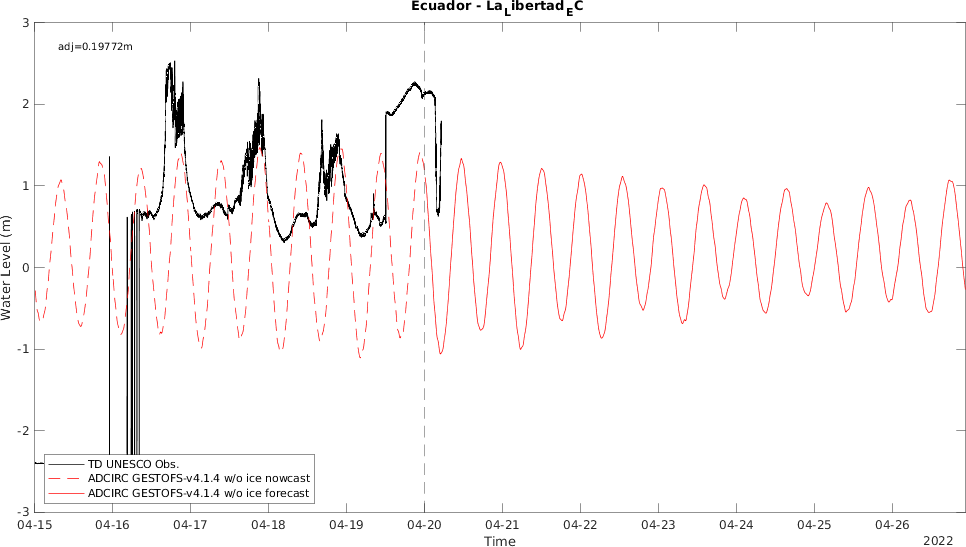 Ecuador - LaLibertadEC
adj=0.19772m
Water Level (m)
3
2
1
0
-1
-2
-3
TD UNESCO Obs.
ADCIRC GESTOFS-v4.1.4 w/o ice nowcast
ADCIRC GESTOFS-v4.1.4 w/o ice forecast
04-15 04-16 04-17 04-18 04-19 04-20 04-21 04-22 04-23 04-24 04-25 04-26
Time
2022